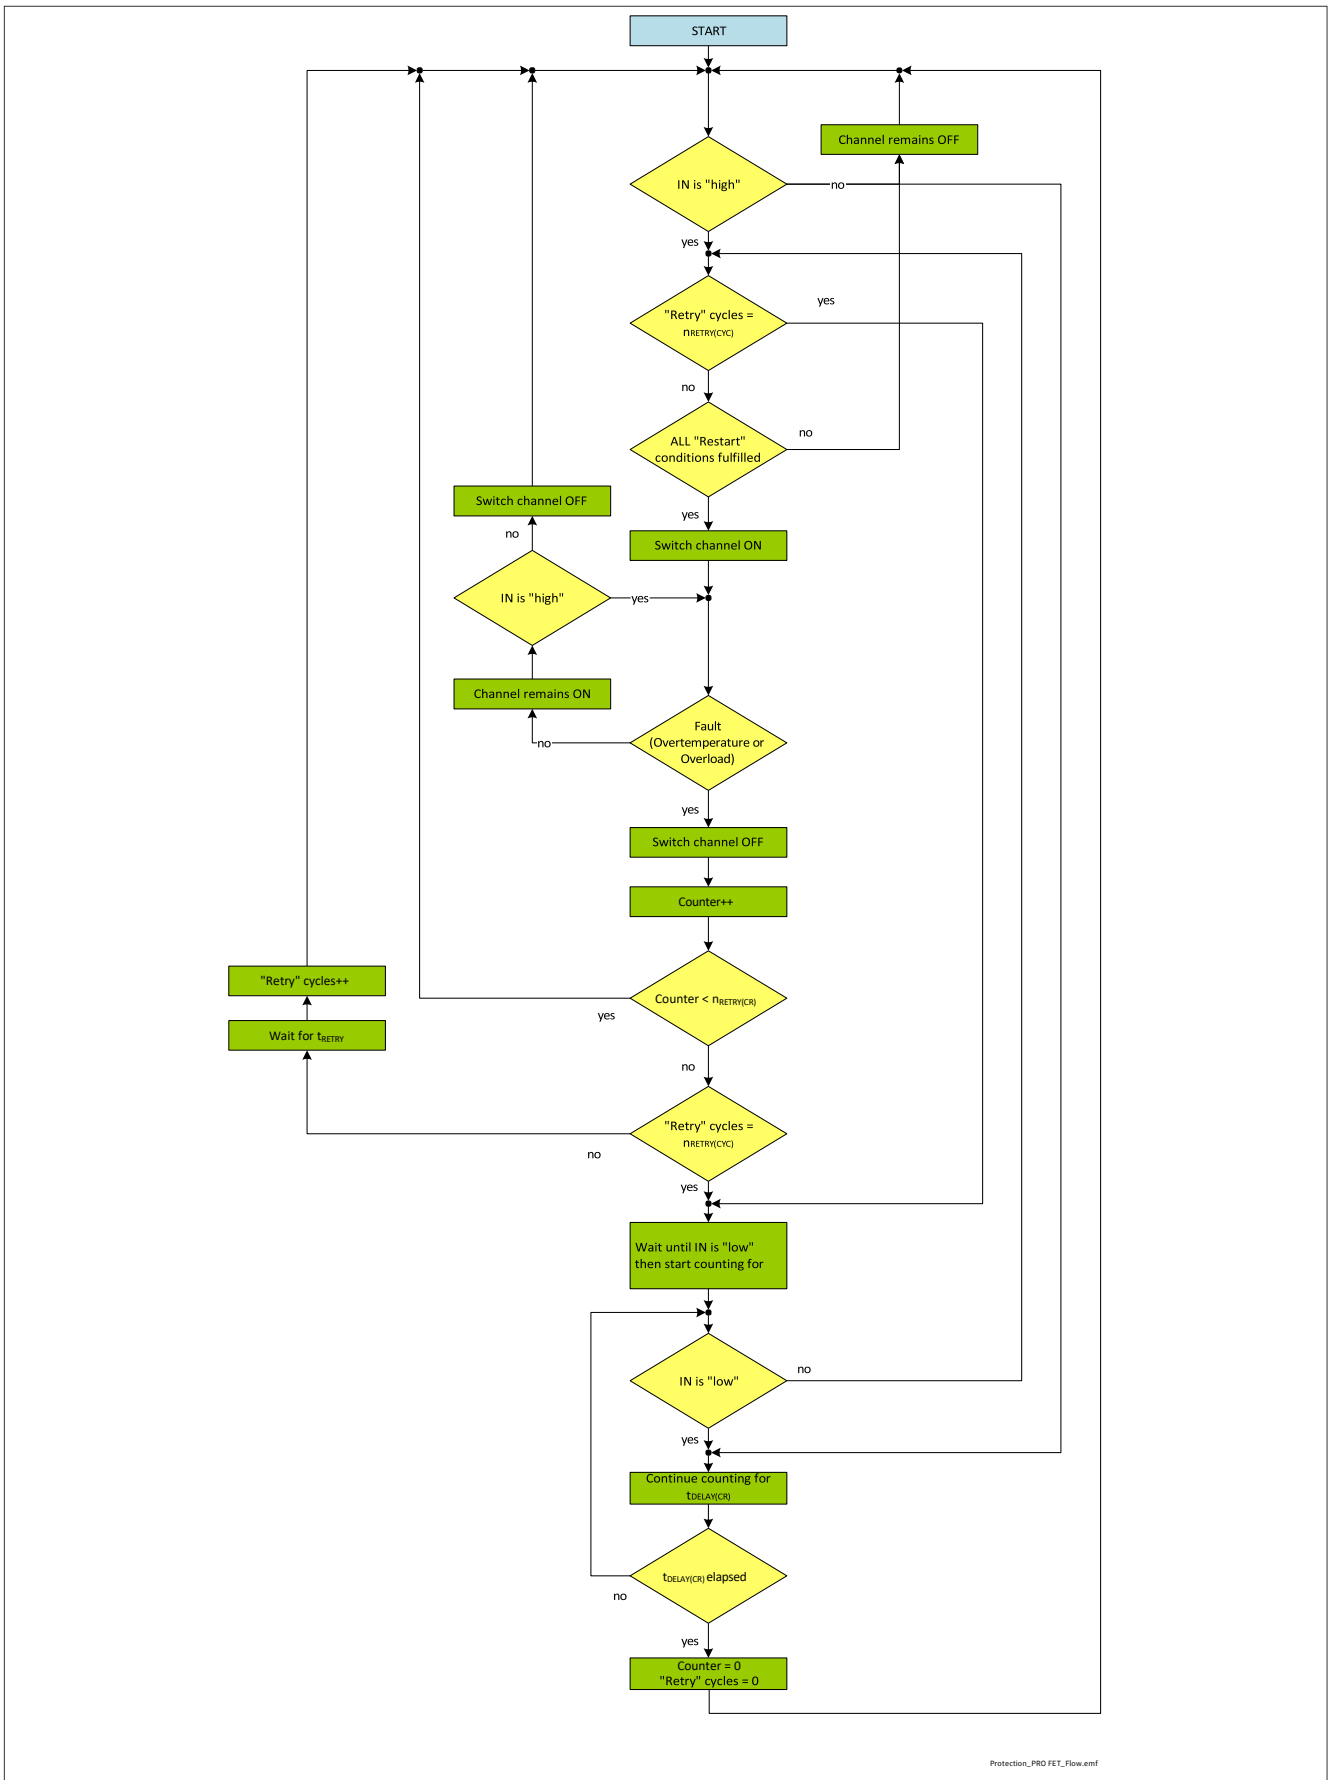 START
Channel remains OFF
IN is "high"
no
yes
"Retry" cycles =
nRETRY(CYC)
yes
no
ALL "Restart"
conditions fulfilled
no
yes
Switch channel OFF
no
Switch channel ON
IN is "high"
yes
Channel remains ON
no
Fault
(Overtemperature or
Overload)
yes
Switch channel OFF
Counter++
"Retry" cycles++
Counter < nRETRY(CR)
yes
Wait for tRETRY
no
"Retry" cycles =
nRETRY(CYC)
no
yes
Wait until IN is "low"
then start counting for
IN is "low"
no
yes
Continue counting for
tDELAY(CR)
tDELAY(CR) elapsed
no
yes
Counter = 0
"Retry" cycles = 0
Protection_PRO FET_Flow.emf